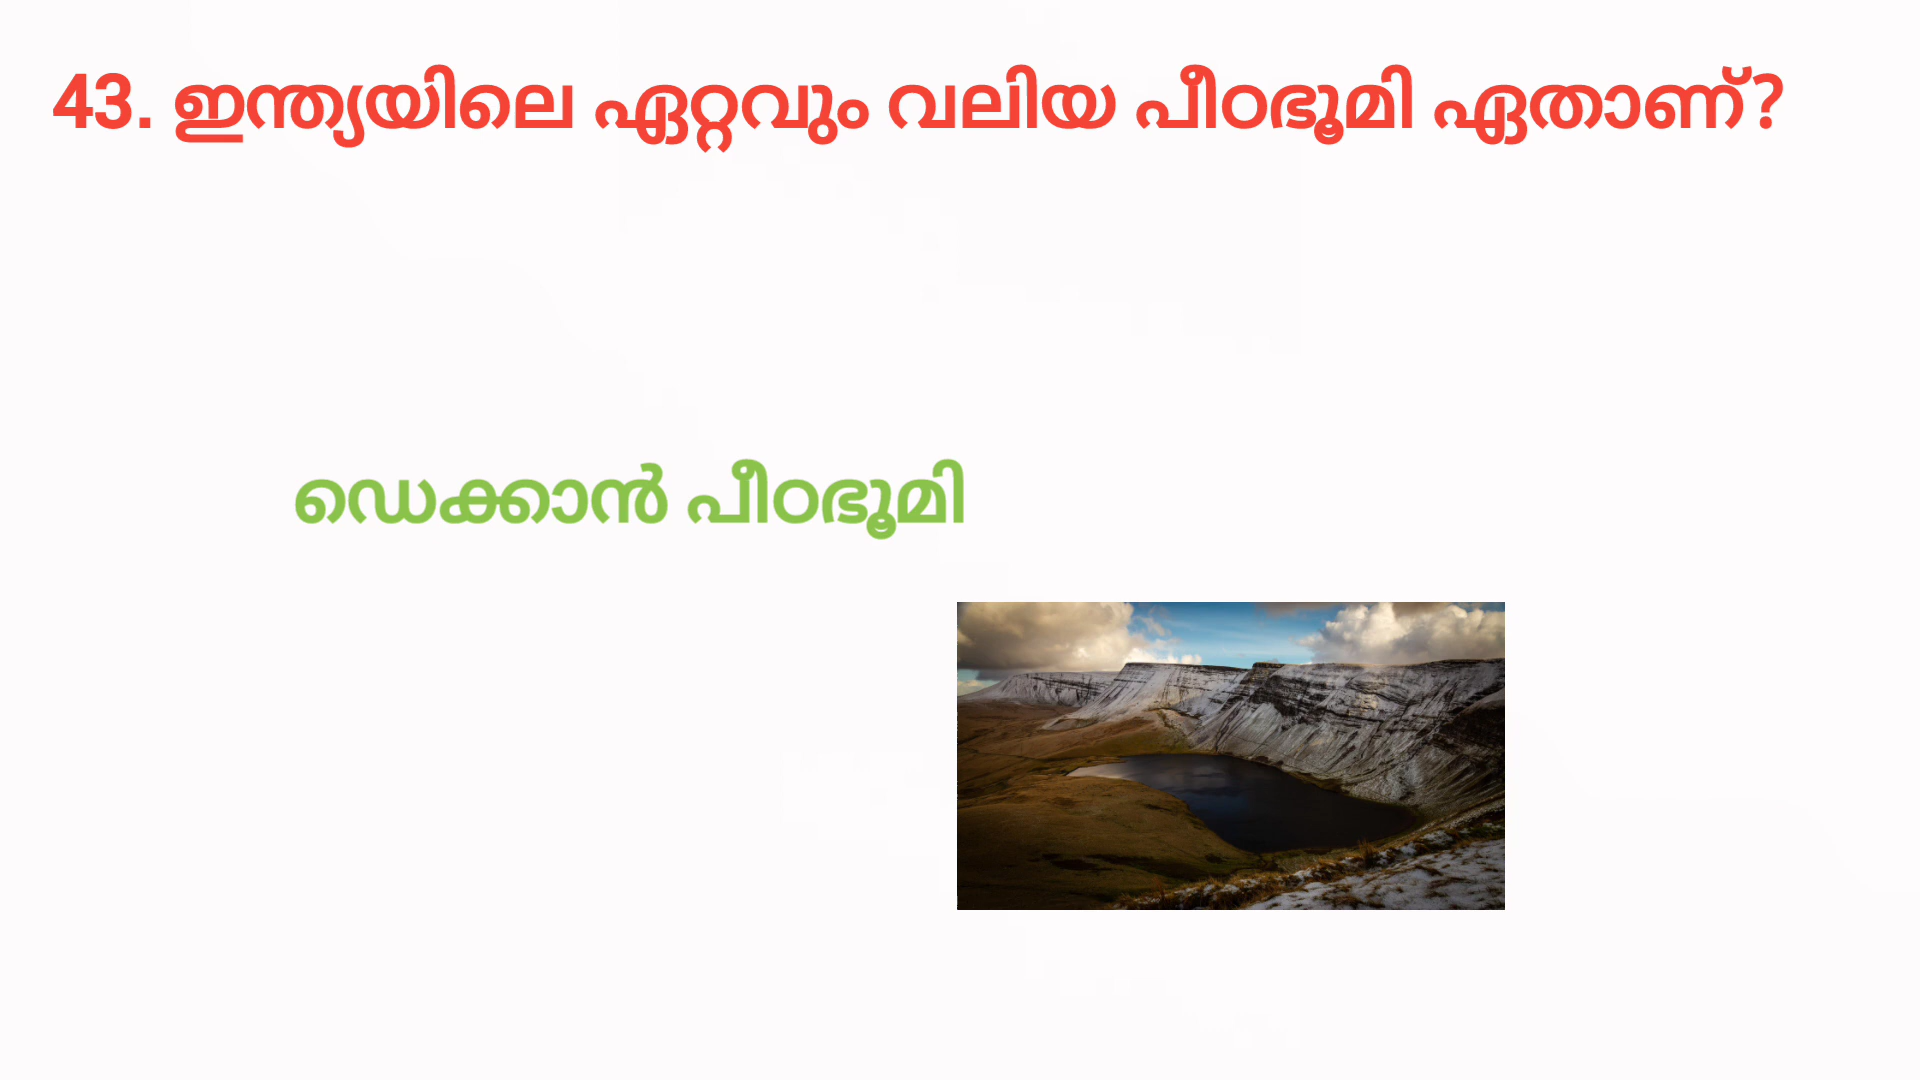 43. ഇന്ത്യയിലെ ഏറ്റവും വലിയ പീഠഭൂമി ഏതാണ്?
ഡെക്കാൻ പീഠഭൂമി